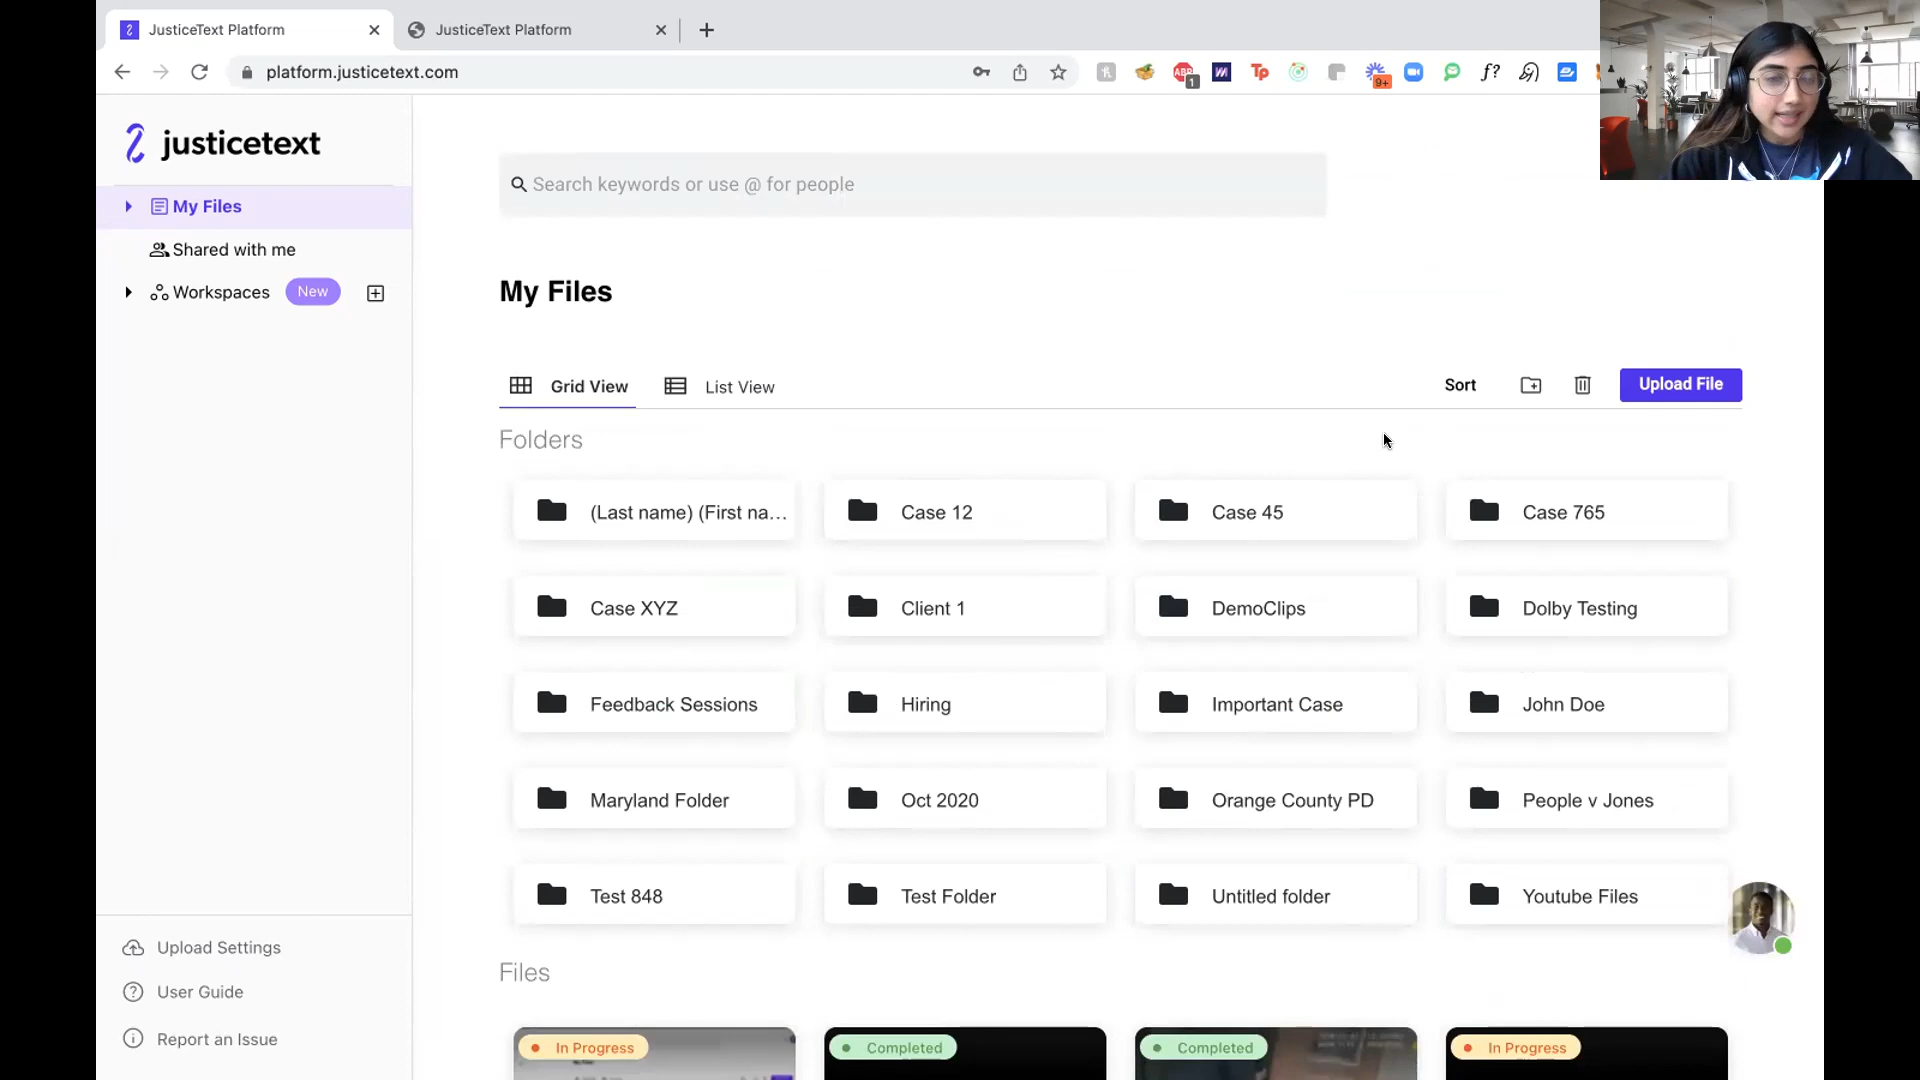 JusticeText Platform
JusticeText Platform
platform.justicetext.com
ABP
1
Tp
9+
f?
justicetext
My Files
Shared with me
Workspaces New
Search keywords or use @ for people
My Files
Grid View
List View
Sort
Upload File
Folders
(Last name) (First na...
Case 12
Case 45
Case 765
Case XYZ
Client 1
DemoClips
Dolby Testing
Feedback Sessions
Hiring
Important Case
John Doe
Maryland Folder
Oct 2020
Orange County PD
People v Jones
Test 848
Test Folder
Untitled folder
Youtube Files
Files
In Progress
Completed
Completed
In Progress
Upload Settings
User Guide
Report an Issue